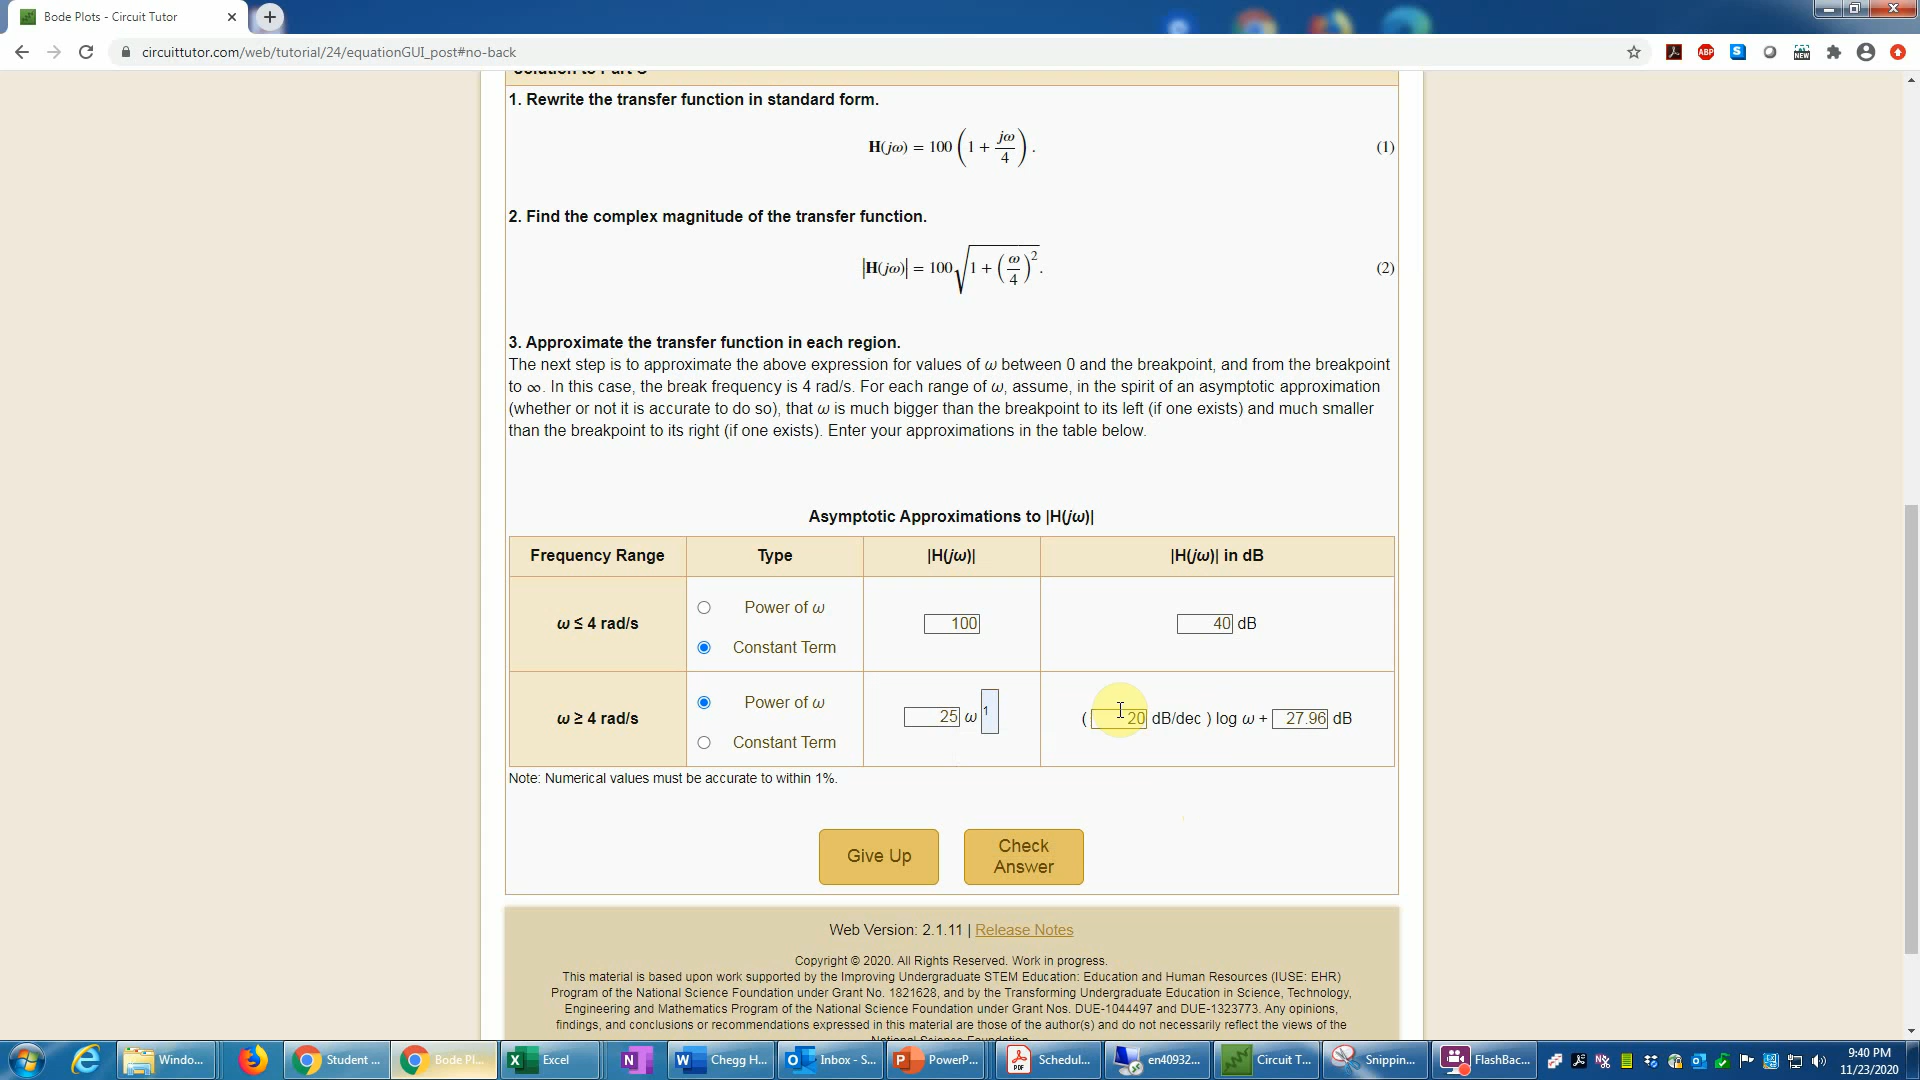 Bode Plots - Circuit Tutor
circuittutor.com/web/tutorial/24/equationGUI_post#no-back
ABP
NEW
Solution to Part C
1. Rewrite the transfer function in standard form.
H(jω) = 100 (1 + jω/4). (1)
2. Find the complex magnitude of the transfer function.
|H(jω)| = 100√(1 + (ω/4)²). (2)
3. Approximate the transfer function in each region.
The next step is to approximate the above expression for values of ω between 0 and the breakpoint, and from the breakpoint
to ∞. In this case, the break frequency is 4 rad/s. For each range of ω, assume, in the spirit of an asymptotic approximation
(whether or not it is accurate to do so), that ω is much bigger than the breakpoint to its left (if one exists) and much smaller
than the breakpoint to its right (if one exists). Enter your approximations in the table below.
Asymptotic Approximations to |H(jω)|
Frequency Range Type |H(jω)| |H(jω)| in dB
ω ≤ 4 rad/s Power of ω 100 40 dB
Constant Term
ω ≥ 4 rad/s Power of ω 25 ω 1 ( 20 dB/dec ) log ω + 27.96 dB
Constant Term
Note: Numerical values must be accurate to within 1%.
Give Up
Check
Answer
Web Version: 2.1.11 | Release Notes
Copyright © 2020. All Rights Reserved. Work in progress.
This material is based upon work supported by the Improving Undergraduate STEM Education: Education and Human Resources (IUSE: EHR)
Program of the National Science Foundation under Grant No. 1821628, and by the Transforming Undergraduate Education in Science, Technology,
Engineering and Mathematics Program of the National Science Foundation under Grant Nos. DUE-1044497 and DUE-1323773. Any opinions,
findings, and conclusions or recommendations expressed in this material are those of the author(s) and do not necessarily reflect the views of the
National Science Foundation.
Windo... Student ... Bode Pl... Excel Chegg H... Inbox - S... PowerP... Schedul... en40932... Circuit T... Snippin... FlashBac...
9:40 PM
11/23/2020